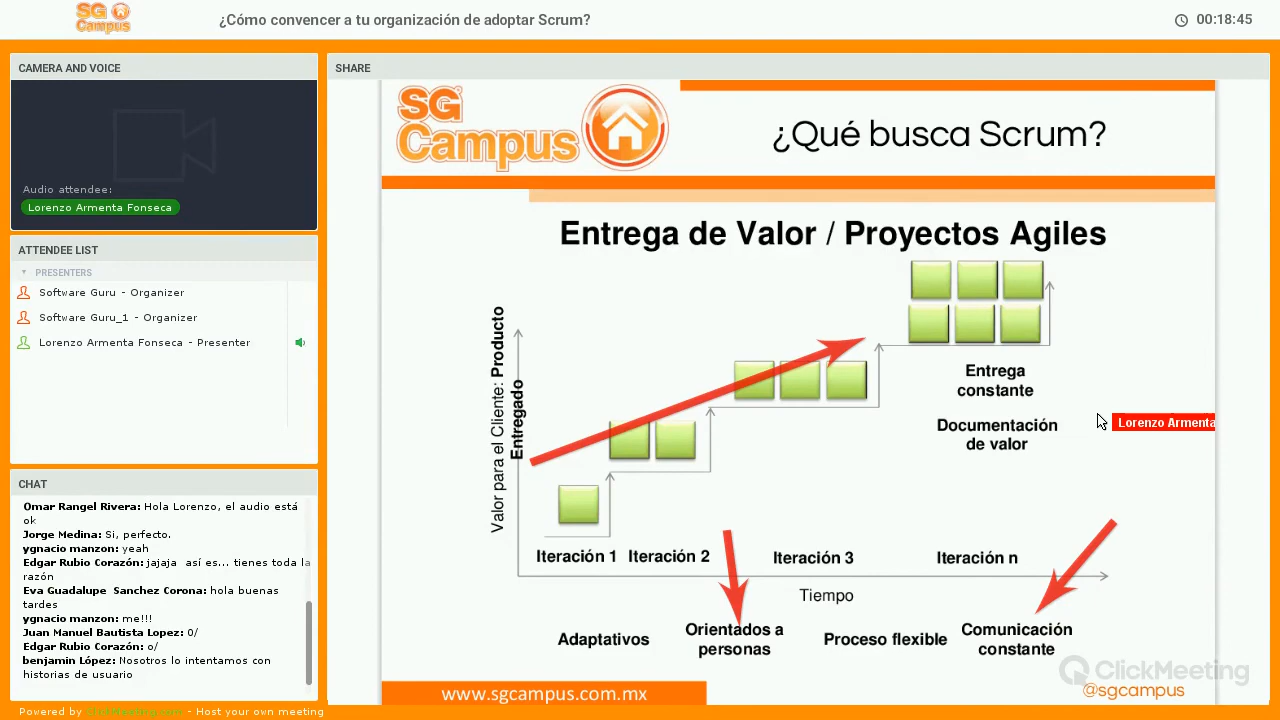 SG Campus
¿Cómo convencer a tu organización de adoptar Scrum?
00:18:45
CAMERA AND VOICE
Audio attendee:
Lorenzo Armenta Fonseca
ATTENDEE LIST
PRESENTERS
Software Guru - Organizer
Software Guru_1 - Organizer
Lorenzo Armenta Fonseca - Presenter
CHAT
Omar Rangel Rivera: Hola Lorenzo, el audio está
ok
Jorge Medina: Si, perfecto.
ygnacio manzon: yeah
Edgar Rubio Corazón: jajaja así es... tienes toda la
razón
Eva Guadalupe Sanchez Corona: hola buenas
tardes
ygnacio manzon: me!!!
Juan Manuel Bautista Lopez: 0/
Edgar Rubio Corazón: o/
benjamin López: Nosotros lo intentamos con
historias de usuario
Powered by ClickMeeting.com - Host your own meeting
SHARE
SG
Campus
¿Qué busca Scrum?
Entrega de Valor / Proyectos Agiles
Valor para el Cliente: Producto
Entregado
Entrega
constante
Documentación
de valor
Lorenzo Armenta
Iteración 1 Iteración 2 Iteración 3 Iteración n
Tiempo
Adaptativos
Orientados a
personas
Proceso flexible
Comunicación
constante
ClickMeeting
www.sgcampus.com.mx
@sgcampus